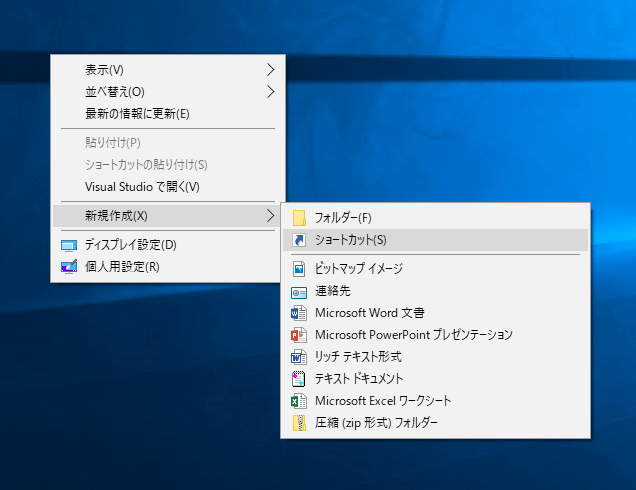 表示(V)
並べ替え(O)
最新の情報に更新(E)
貼り付け(P)
ショートカットの貼り付け(S)
Visual Studio で開く(V)
新規作成(X)
ディスプレイ設定(D)
個人用設定(R)
フォルダー(F)
ショートカット(S)
ビットマップ イメージ
連絡先
Microsoft Word 文書
Microsoft PowerPoint プレゼンテーション
リッチ テキスト形式
テキスト ドキュメント
Microsoft Excel ワークシート
圧縮 (zip 形式) フォルダー